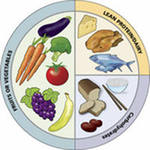 FRUITS OR VEGETABLES
LEAN PROTEIN/DAIRY
Carbohydrates